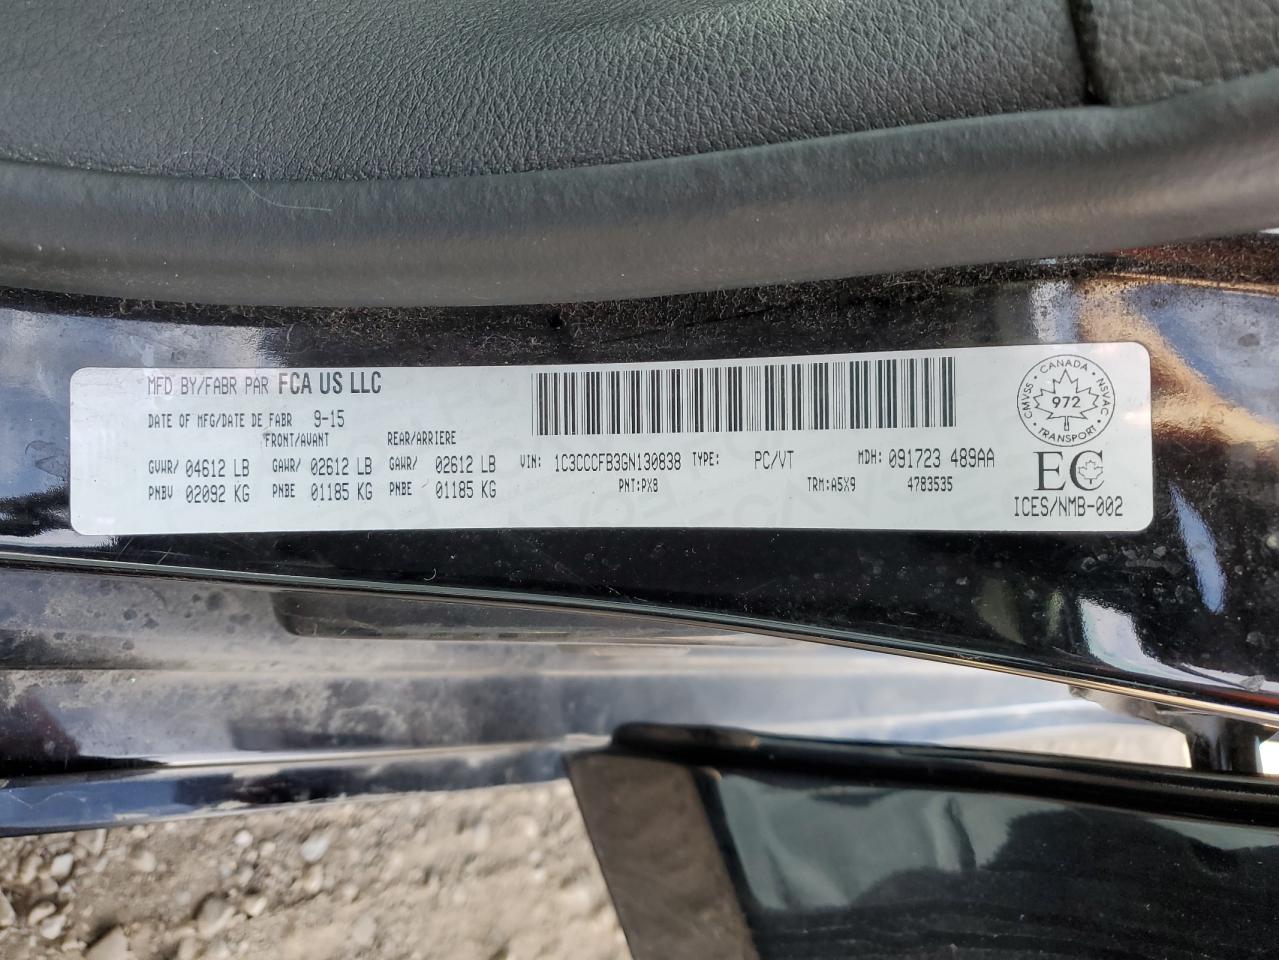 MFD BY/FABR PAR FCA US LLC
DATE OF MFG/DATE DE FABR 9-15
FRONT/AVANT REAR/ARRIERE
GVWR/ 04612 LB GAWR/ 02612 LB GAWR/ 02612 LB VIN: 1C3CCCFB3GN130838 TYPE: PC/VT MDH: 091723 489AA
PNBV 02092 KG PNBE 01185 KG PNBE 01185 KG PNT:PX8 TRM:A5X9 4783535
CANADA
CMVSS 972 NSVAC
TRANSPORT
EC
ICES/NMB-002